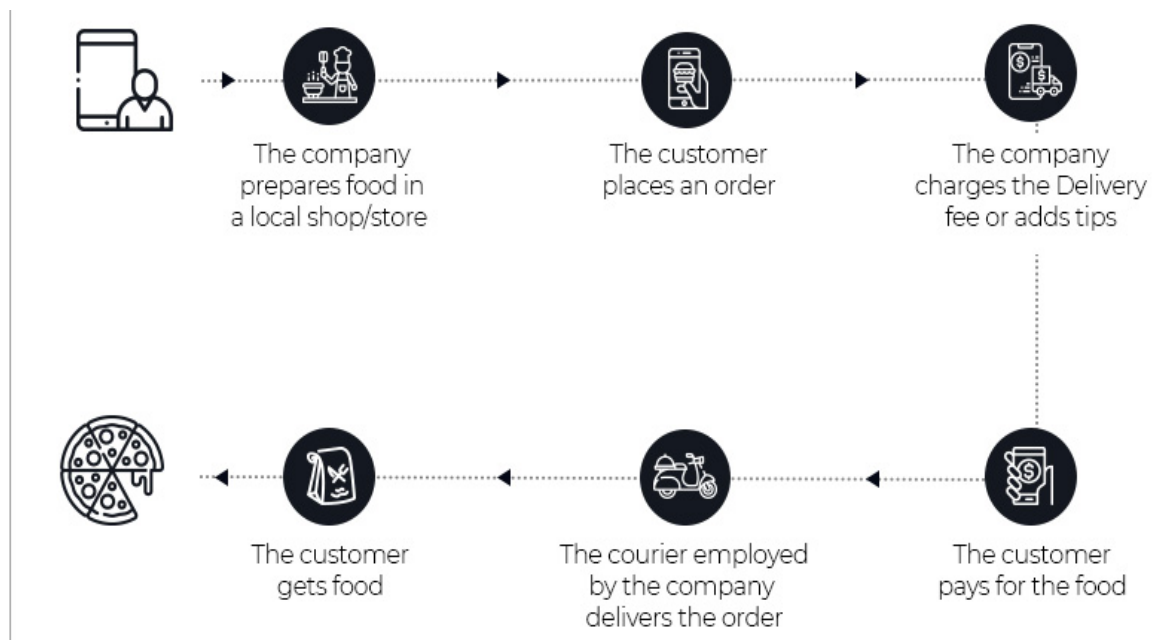 The company
prepares food in
a local shop/store
The customer
places an order
The company
charges the Delivery
fee or adds tips
The customer
gets food
The courier employed
by the company
delivers the order
The customer
pays for the food